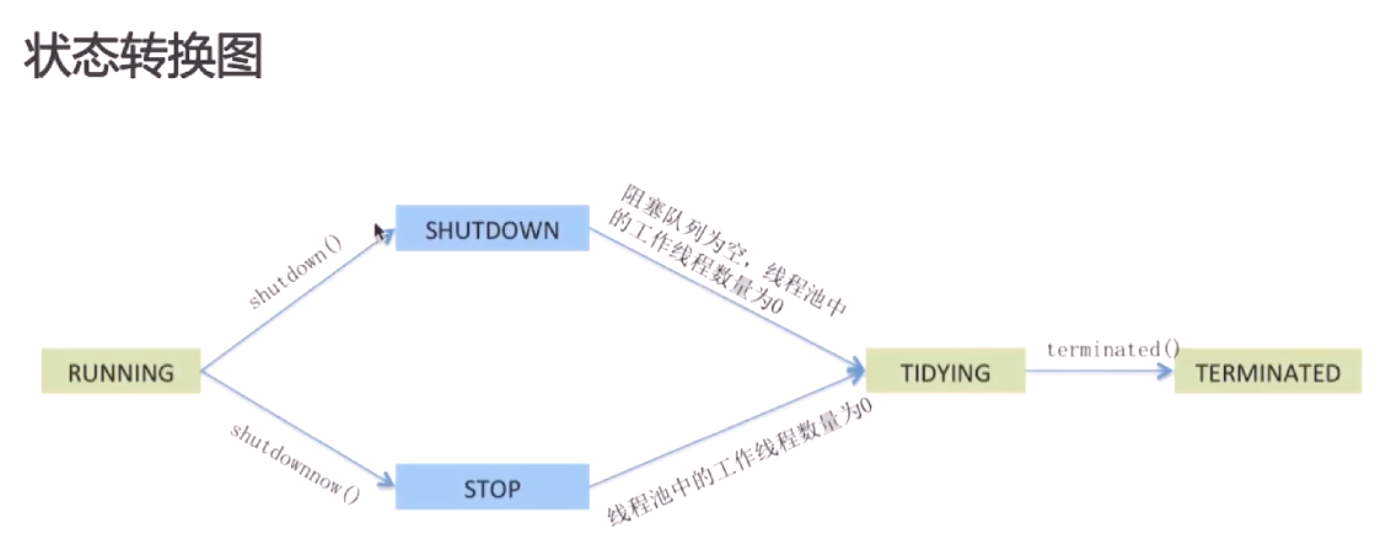 状态转换图
阻塞队列为空，线程池中
的工作线程数量为0
SHUTDOWN
shutdown()
terminated()
RUNNING
TIDYING
TERMINATED
shutdownnow()
线程池中的工作线程数量为0
STOP